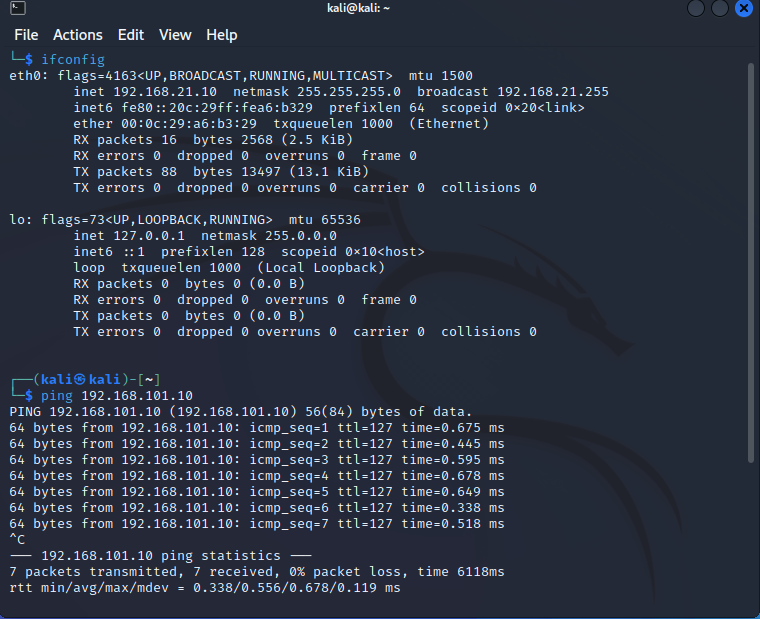 kali@kali: ~
File Actions Edit View Help
└─$ ifconfig
eth0: flags=4163<UP,BROADCAST,RUNNING,MULTICAST>  mtu 1500
        inet 192.168.21.10  netmask 255.255.255.0  broadcast 192.168.21.255
        inet6 fe80::20c:29ff:fea6:b329  prefixlen 64  scopeid 0×20<link>
        ether 00:0c:29:a6:b3:29  txqueuelen 1000  (Ethernet)
        RX packets 16  bytes 2568 (2.5 KiB)
        RX errors 0  dropped 0  overruns 0  frame 0
        TX packets 88  bytes 13497 (13.1 KiB)
        TX errors 0  dropped 0 overruns 0  carrier 0  collisions 0

lo: flags=73<UP,LOOPBACK,RUNNING>  mtu 65536
        inet 127.0.0.1  netmask 255.0.0.0
        inet6 ::1  prefixlen 128  scopeid 0×10<host>
        loop  txqueuelen 1000  (Local Loopback)
        RX packets 0  bytes 0 (0.0 B)
        RX errors 0  dropped 0  overruns 0  frame 0
        TX packets 0  bytes 0 (0.0 B)
        TX errors 0  dropped 0 overruns 0  carrier 0  collisions 0

┌──(kali㉿kali)-[~]
└─$ ping 192.168.101.10
PING 192.168.101.10 (192.168.101.10) 56(84) bytes of data.
64 bytes from 192.168.101.10: icmp_seq=1 ttl=127 time=0.675 ms
64 bytes from 192.168.101.10: icmp_seq=2 ttl=127 time=0.445 ms
64 bytes from 192.168.101.10: icmp_seq=3 ttl=127 time=0.595 ms
64 bytes from 192.168.101.10: icmp_seq=4 ttl=127 time=0.678 ms
64 bytes from 192.168.101.10: icmp_seq=5 ttl=127 time=0.649 ms
64 bytes from 192.168.101.10: icmp_seq=6 ttl=127 time=0.338 ms
64 bytes from 192.168.101.10: icmp_seq=7 ttl=127 time=0.518 ms
^C
--- 192.168.101.10 ping statistics ---
7 packets transmitted, 7 received, 0% packet loss, time 6118ms
rtt min/avg/max/mdev = 0.338/0.556/0.678/0.119 ms